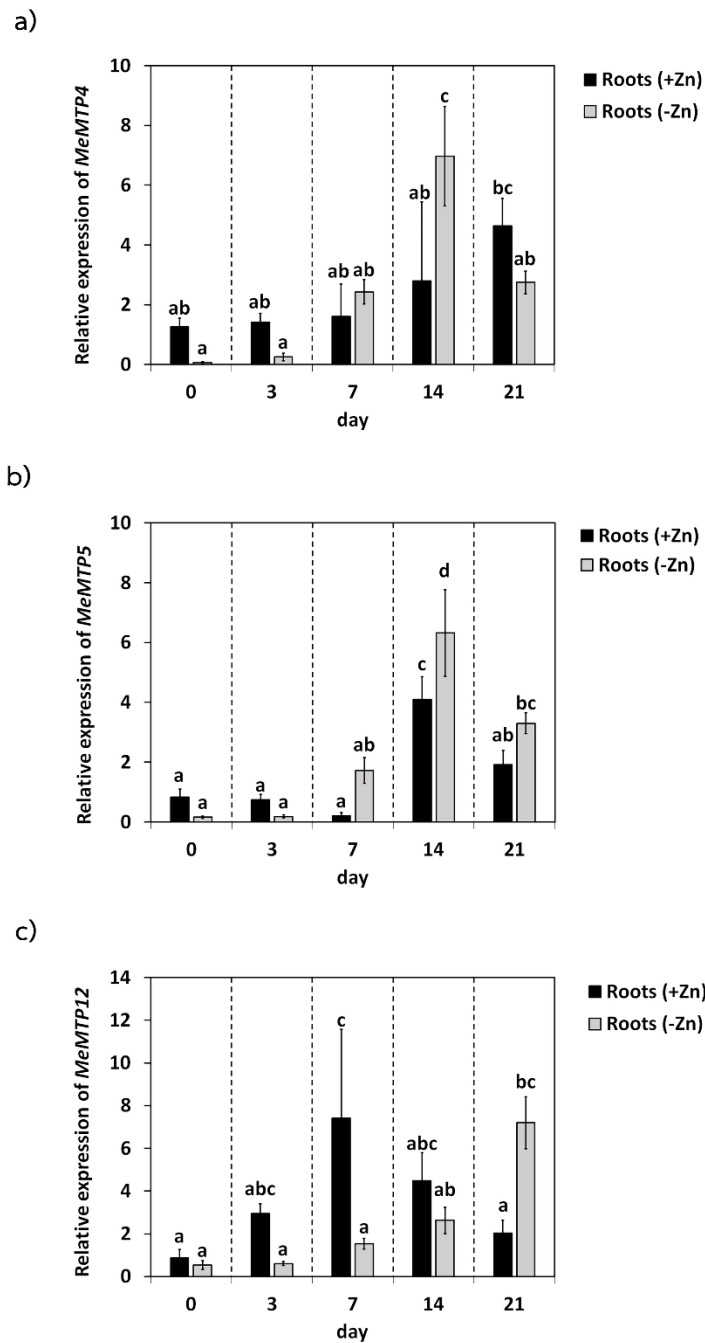 a)
Relative expression of MeMTP4
10
8
6
4
2
0
ab
a
ab
a
ab
ab
ab
c
bc
ab
0
3
7
14
21
day
Roots (+Zn)
Roots (-Zn)
b)
Relative expression of MeMTP5
10
8
6
4
2
0
a
a
a
a
a
ab
c
d
ab
bc
0
3
7
14
21
day
Roots (+Zn)
Roots (-Zn)
c)
Relative expression of MeMTP12
14
12
10
8
6
4
2
0
a
a
abc
a
c
a
abc
ab
a
bc
0
3
7
14
21
day
Roots (+Zn)
Roots (-Zn)